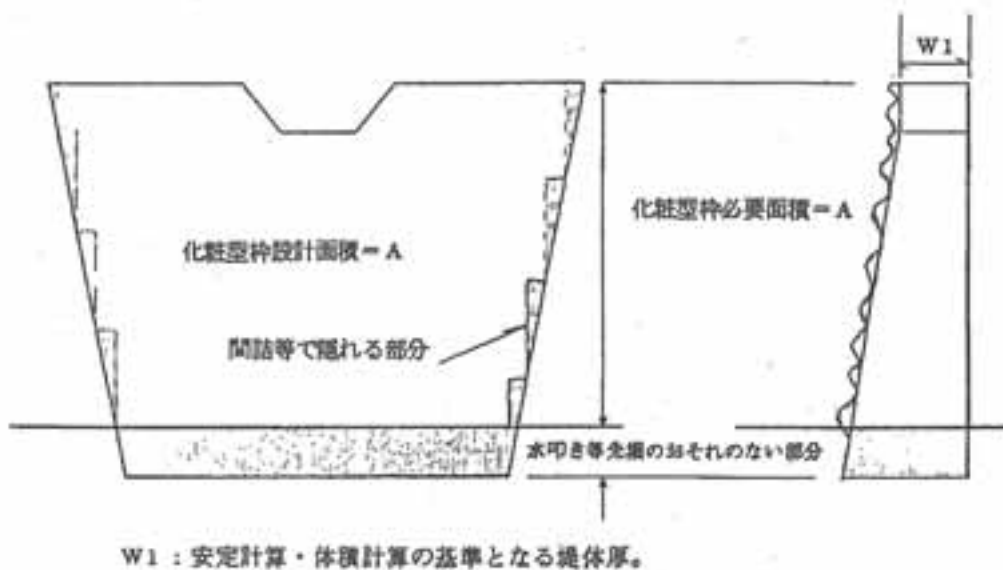 W1
化粧型枠必要面積=A
化粧型枠設計面積=A
間詰等で隠れる部分
水叩き等先掘のおそれのない部分
W1:安定計算・体積計算の基準となる堤体厚。